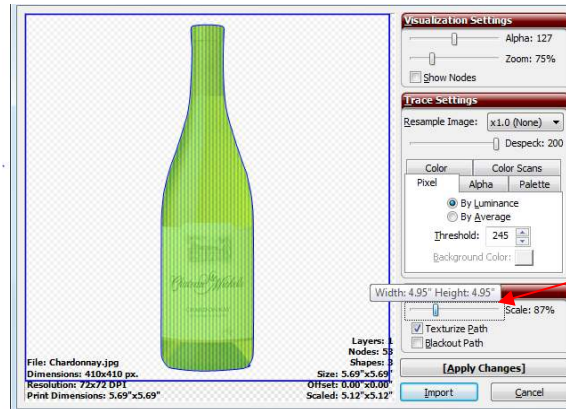 Visualization Settings
Alpha: 127
Zoom: 75%
Show Nodes
Trace Settings
Resample Image: x1.0 (None)
Despeck: 200
Color Color Scans
Pixel Alpha Palette
By Luminance
By Average
Threshold: 245
Background Color:
Width: 4.95" Height: 4.95"
Scale: 87%
Texturize Path
Blackout Path
[Apply Changes]
Import Cancel
Chateau Ste Michelle
CHARDONNAY
File: Chardonnay.jpg
Dimensions: 410x410 px.
Resolution: 72x72 DPI
Print Dimensions: 5.69"x5.69"
Layers: 1
Nodes: 53
Shapes:
Size: 5.69"x5.69"
Offset: 0.00"x0.00"
Scaled: 5.12"x5.12"